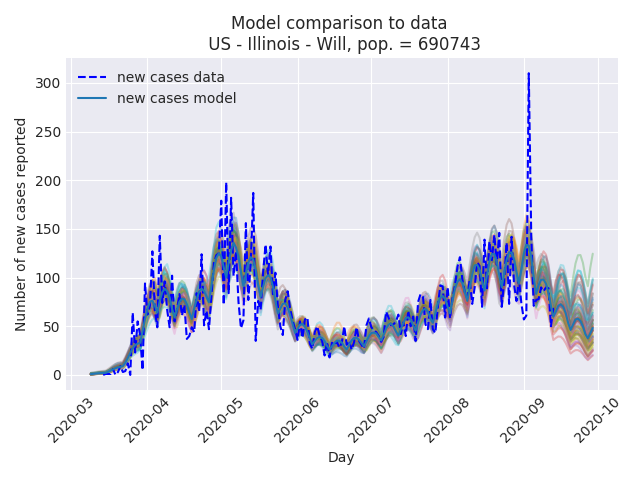 Model comparison to data
US - Illinois - Will, pop. = 690743
new cases data
new cases model
Number of new cases reported
300
250
200
150
100
50
0
2020-03
2020-04
2020-05
2020-06
2020-07
2020-08
2020-09
2020-10
Day